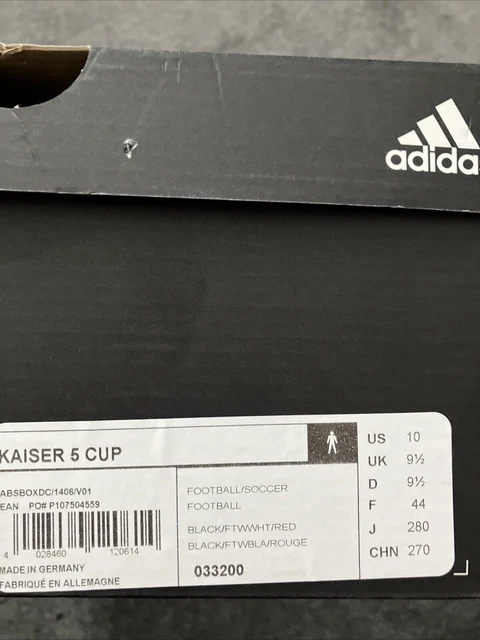 adidas
KAISER 5 CUP
ABSBOXDC/1406/V01
EAN PO# P107504559
4 028460 120614
MADE IN GERMANY
FABRIQUÉ EN ALLEMAGNE
FOOTBALL/SOCCER
FOOTBALL
BLACK/FTWWHT/RED
BLACK/FTWBLA/ROUGE
033200
US 10
UK 9½
D 9½
F 44
J 280
CHN 270